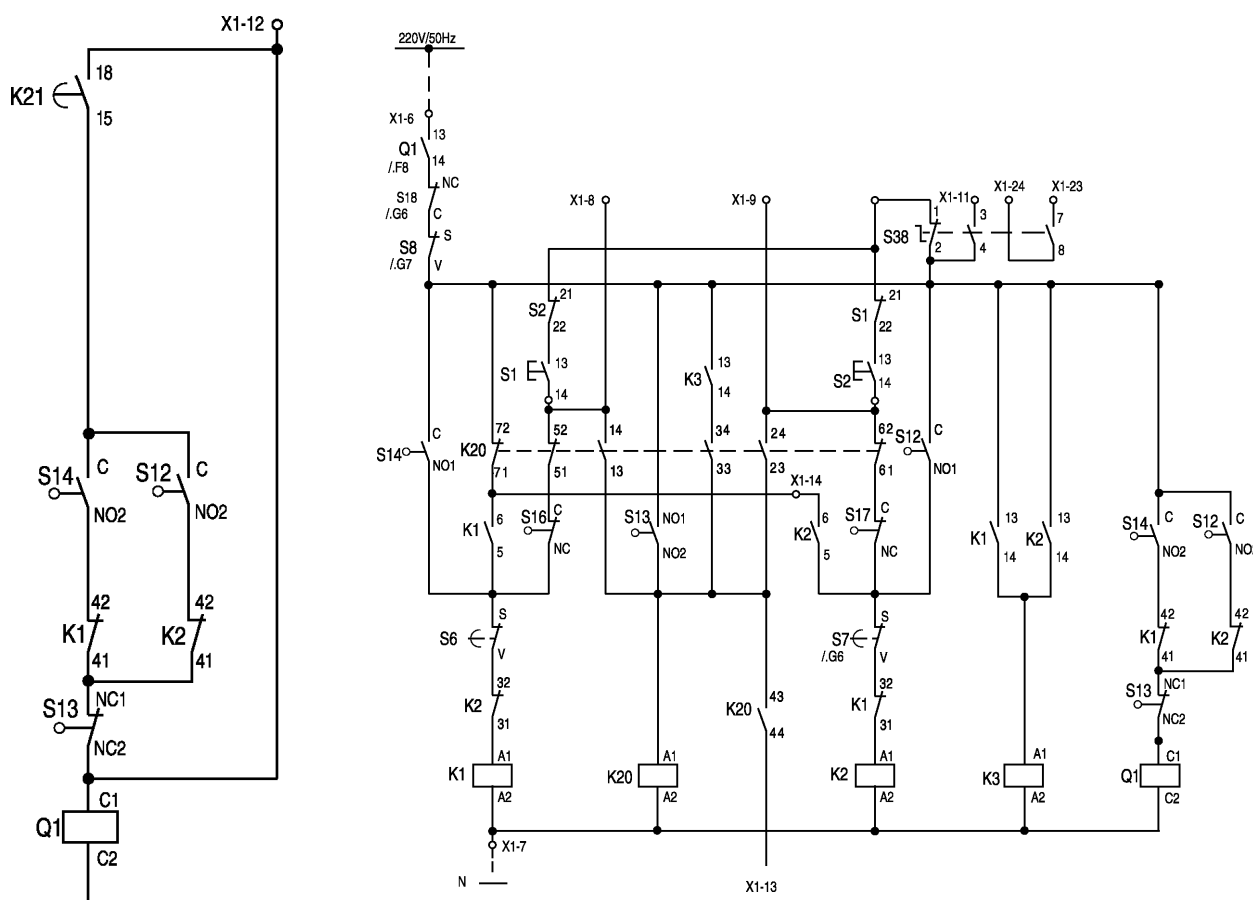 X1-12
18
K21
15
S14
C
NO2
S12
C
NO2
42
K1
41
42
K2
41
S13
NC1
NC2
C1
Q1
C2
220V/50Hz
X1-6
13
Q1
14
/.F8
NC
S18
/.G6
C
S
S8
/.G7
V
X1-8
X1-9
X1-11
X1-24
X1-23
1
S38
2
3
4
7
8
21
S2
22
21
S1
22
13
S1
14
13
K3
14
13
S2
14
C
S14
NO1
72
K20
71
52
51
14
13
34
33
24
23
62
61
S12
C
NO1
X1-14
6
K1
5
C
S16
NC
NO1
S13
NO2
6
K2
5
C
S17
NC
13
K1
14
13
K2
14
C
S14
NO2
C
S12
NO2
S
S6
V
S
S7
/.G6
V
42
K1
41
42
K2
41
32
K2
31
43
K20
44
32
K1
31
NC1
S13
NC2
A1
K1
A2
A1
K20
A2
A1
K2
A2
A1
K3
A2
C1
Q1
C2
X1-7
N
X1-13